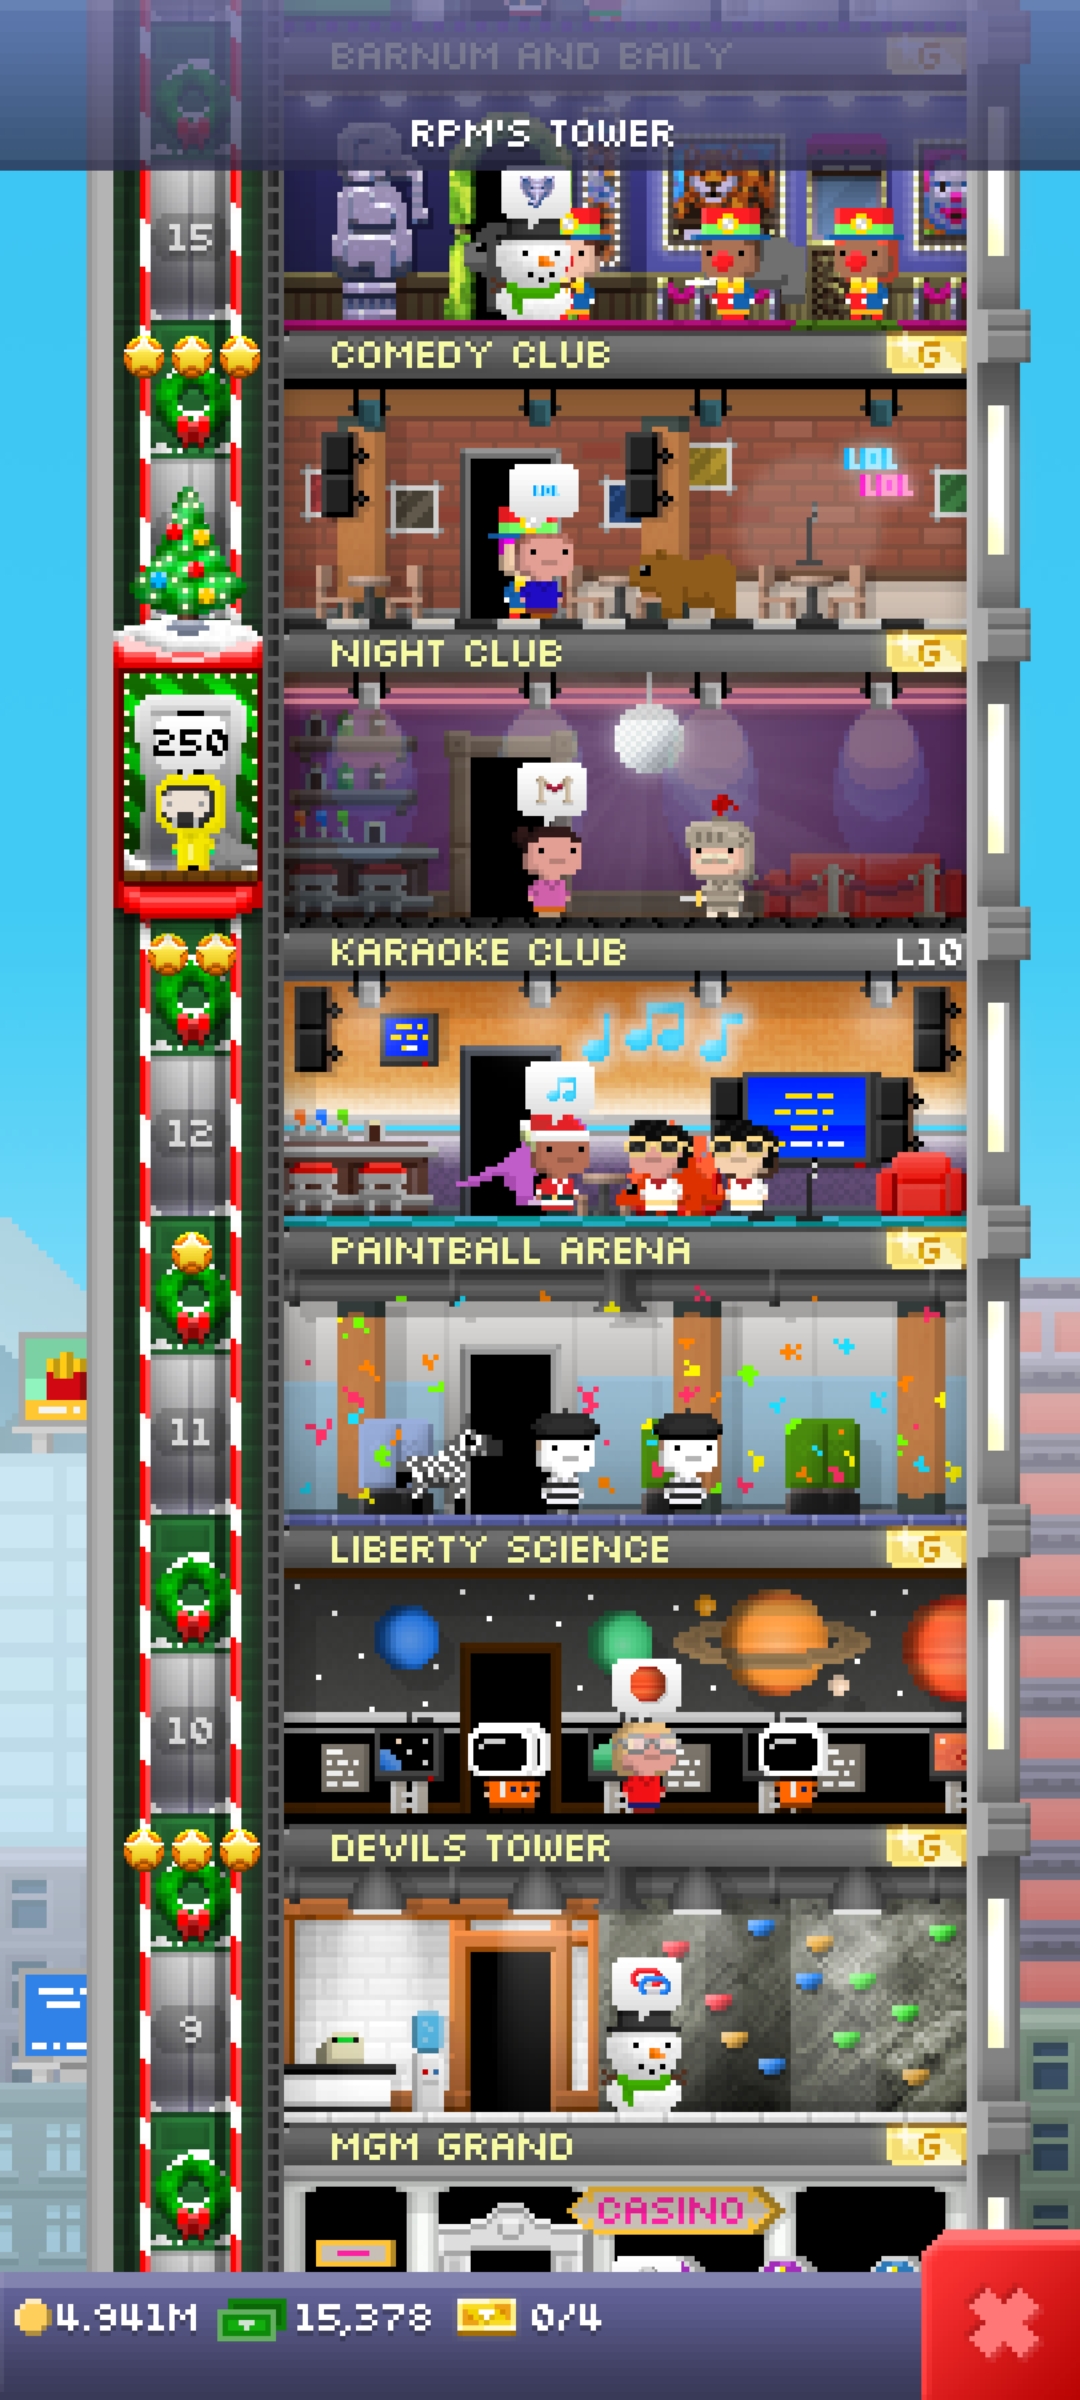 BARNUM AND BAILY G
RPM'S TOWER
15
COMEDY CLUB G
LOL
LOL
LOL
NIGHT CLUB G
250
M
KARAOKE CLUB L10
12
PAINTBALL ARENA G
11
LIBERTY SCIENCE G
10
DEVILS TOWER G
9
MGM GRAND G
CASINO
4.941M 15,378 0/4